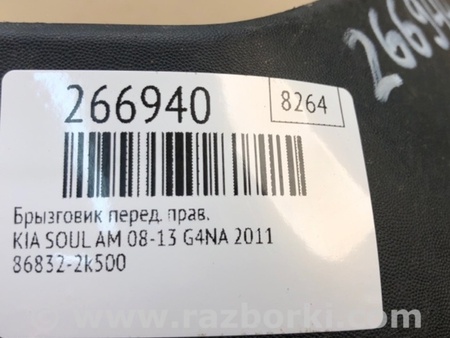 266940
8264
Брызговик перед. прав.
KIA SOUL AM 08-13 G4NA 2011
86832-2k500
www.razborki.com